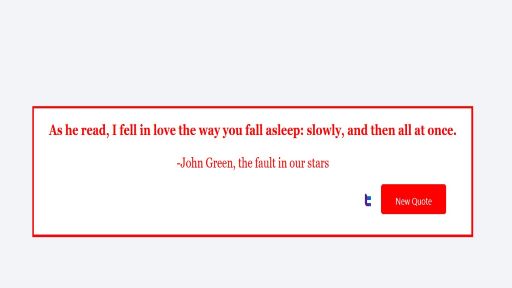 As he read, I fell in love the way you fall asleep: slowly, and then all at once.
-John Green, the fault in our stars
t New Quote